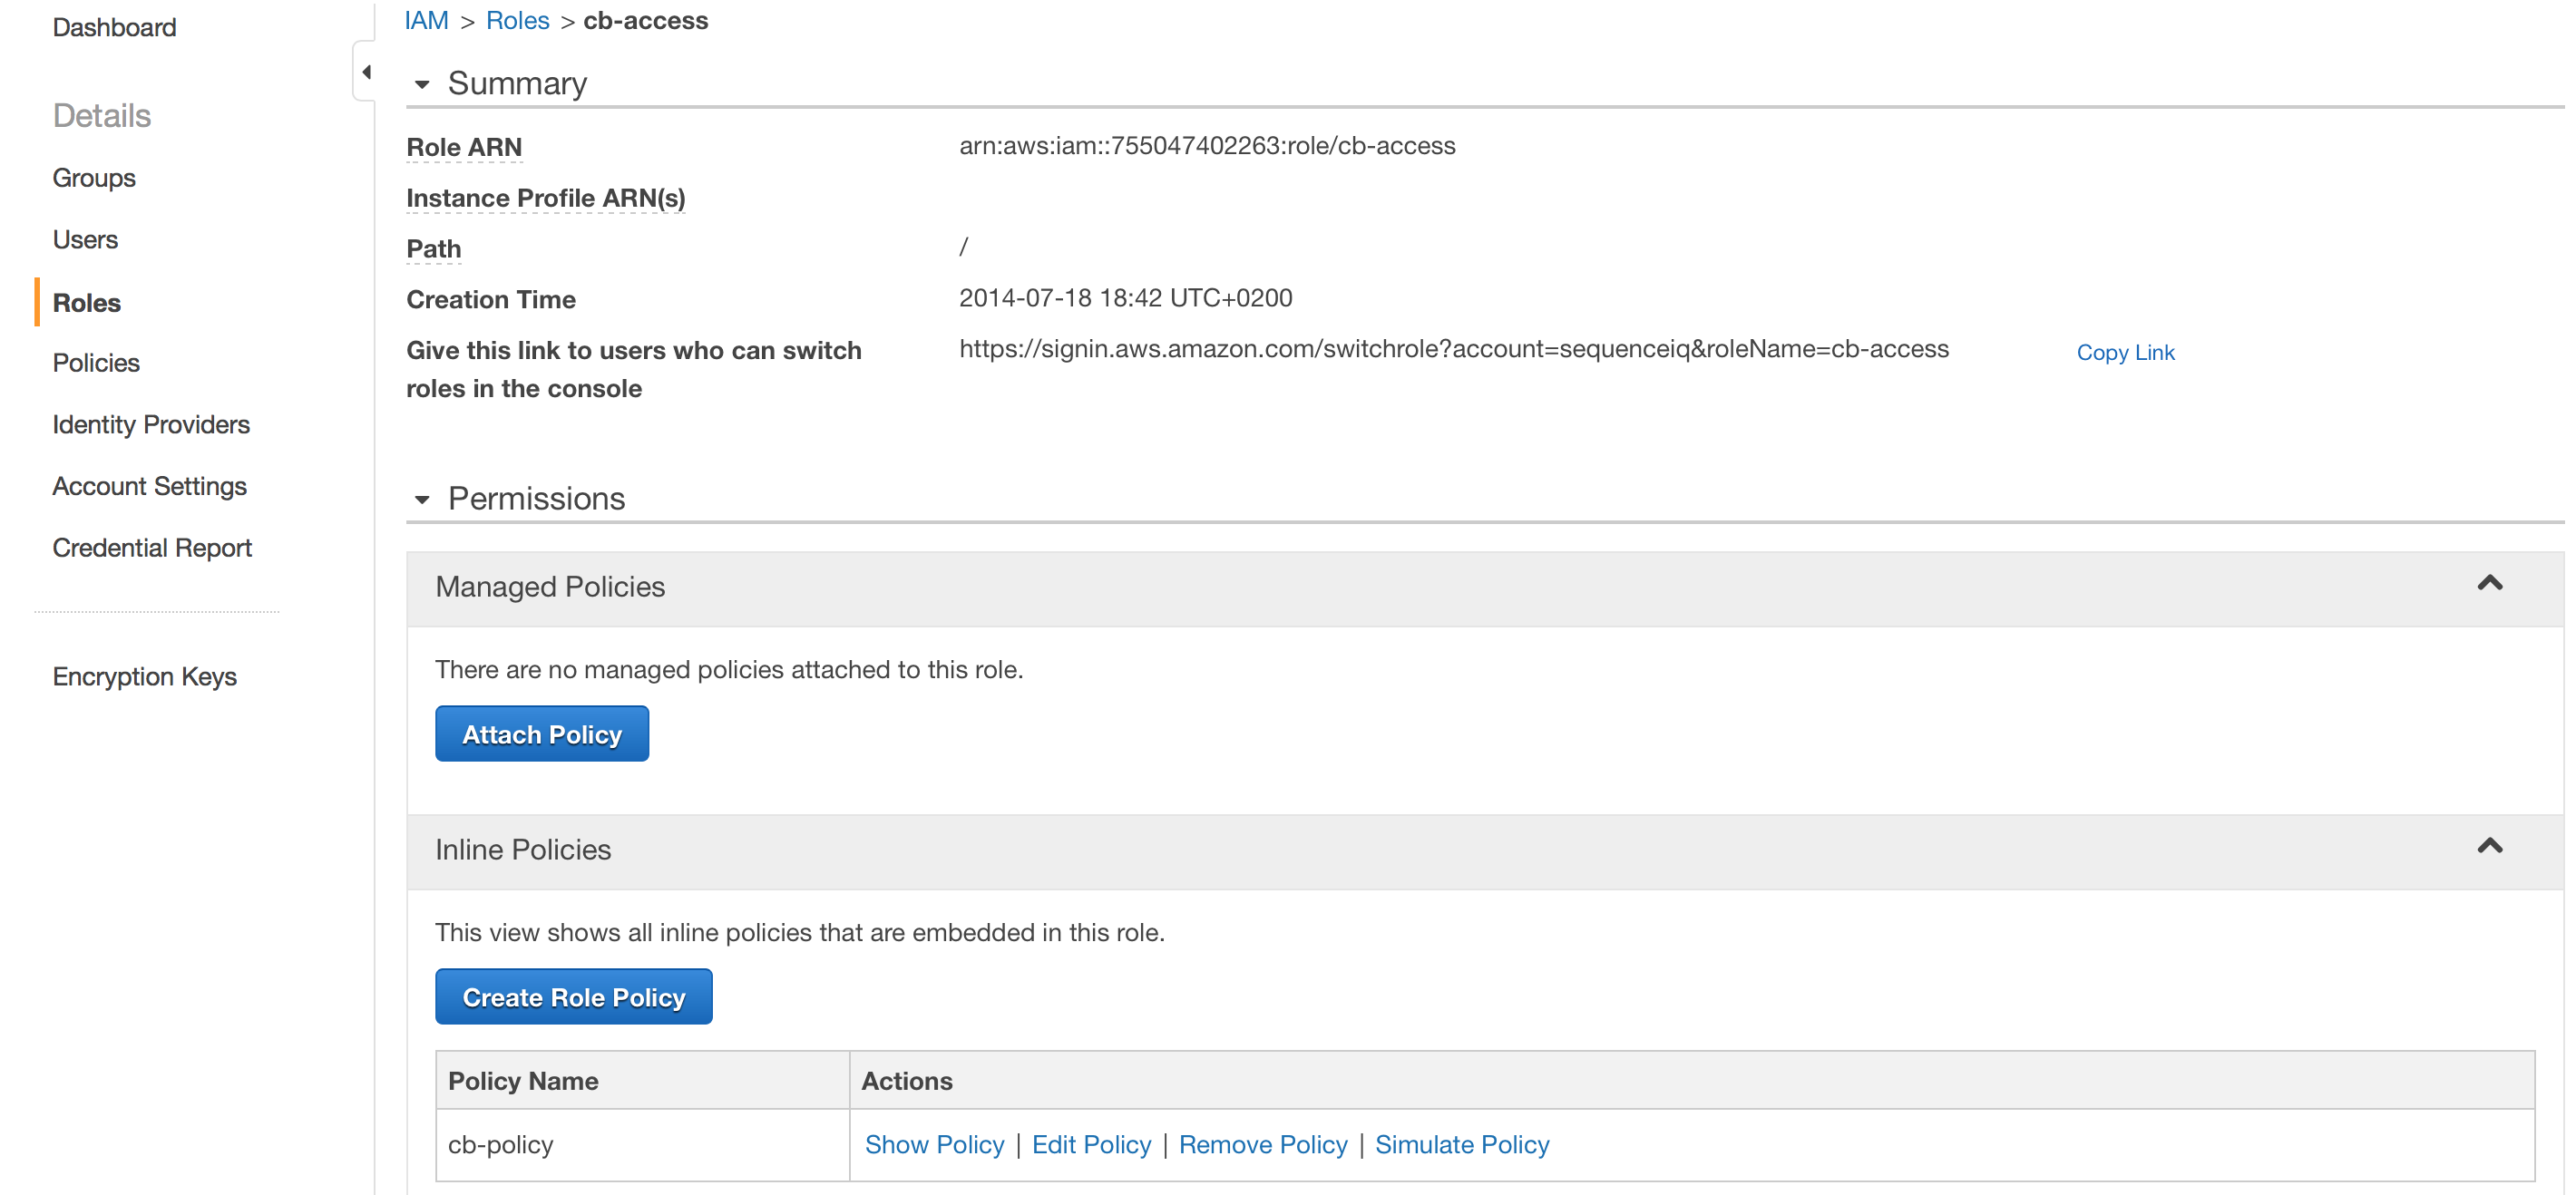 Dashboard
Details
Groups
Users
Roles
Policies
Identity Providers
Account Settings
Credential Report
Encryption Keys
IAM > Roles > cb-access
Summary
Role ARN arn:aws:iam::755047402263:role/cb-access
Instance Profile ARN(s)
Path /
Creation Time 2014-07-18 18:42 UTC+0200
Give this link to users who can switch https://signin.aws.amazon.com/switchrole?account=sequenceiq&roleName=cb-access Copy Link
roles in the console
Permissions
Managed Policies
There are no managed policies attached to this role.
Attach Policy
Inline Policies
This view shows all inline policies that are embedded in this role.
Create Role Policy
Policy Name Actions
cb-policy Show Policy | Edit Policy | Remove Policy | Simulate Policy